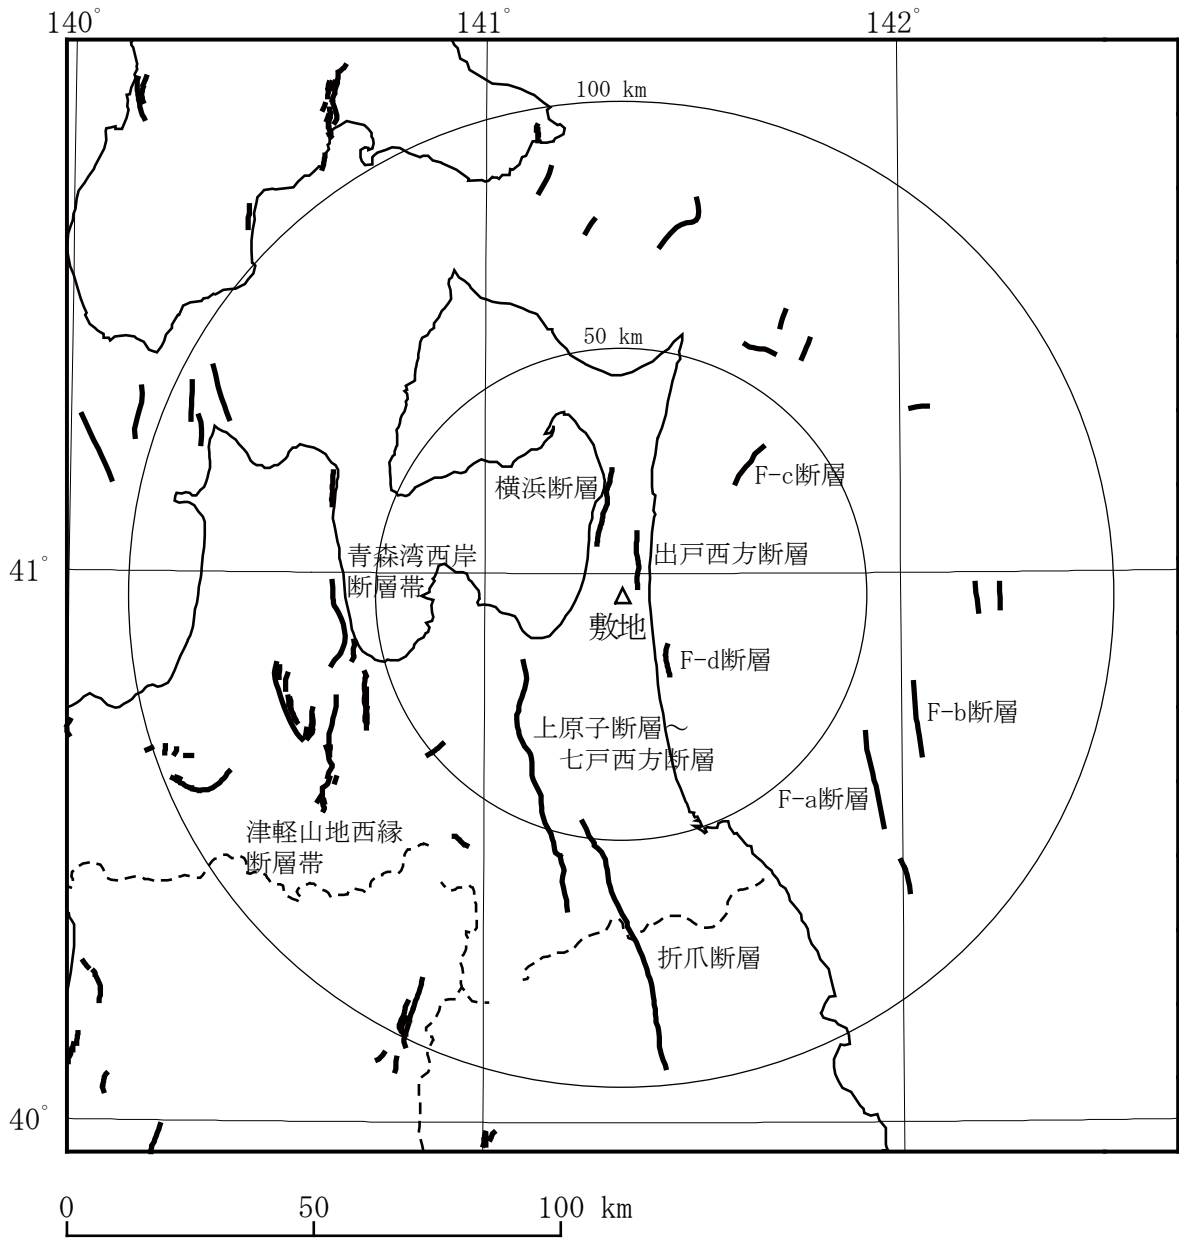 140°
141°
142°
100 km
50 km
横浜断層
F-c断層
青森湾西岸
断層帯
出戸西方断層
41°
敷地
F-d断層
F-b断層
上原子断層～
七戸西方断層
F-a断層
津軽山地西縁
断層帯
折爪断層
40°
0
50
100 km